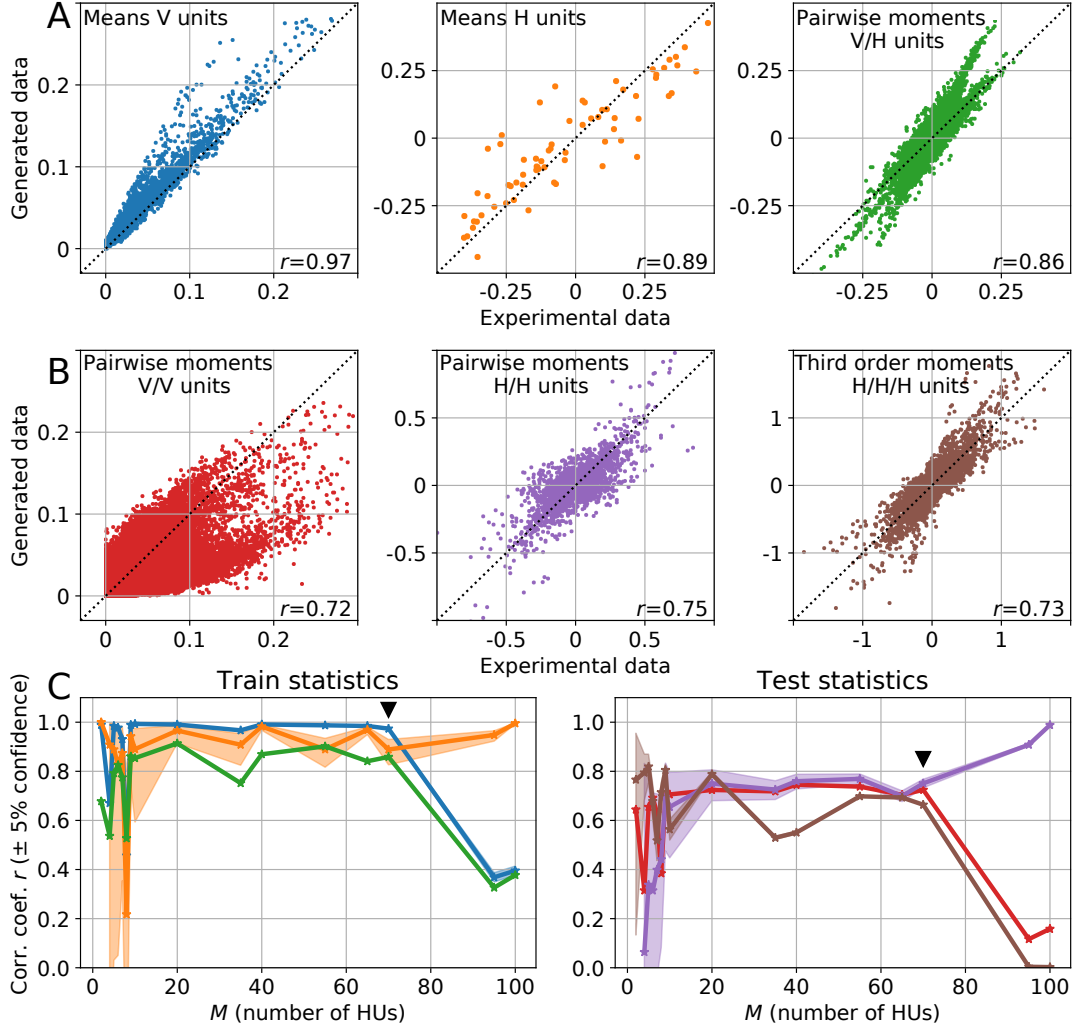 A
Means V units
Means H units
Pairwise moments
V/H units
Generated data
0.2
0.1
0
0.25
0
-0.25
0.25
0
-0.25
r=0.97
r=0.89
r=0.86
0 0.1 0.2
-0.25 0 0.25
-0.25 0 0.25
Experimental data
B
Pairwise moments
V/V units
Pairwise moments
H/H units
Third order moments
H/H/H units
Generated data
0.2
0.1
0
0.5
0
-0.5
1
0
-1
r=0.72
r=0.75
r=0.73
0 0.1 0.2
-0.5 0 0.5
-1 0 1
Experimental data
C
Train statistics
Test statistics
Corr. coef. r (± 5% confidence)
1.0
0.8
0.6
0.4
0.2
0.0
1.0
0.8
0.6
0.4
0.2
0.0
0 20 40 60 80 100
0 20 40 60 80 100
M (number of HUs)
M (number of HUs)